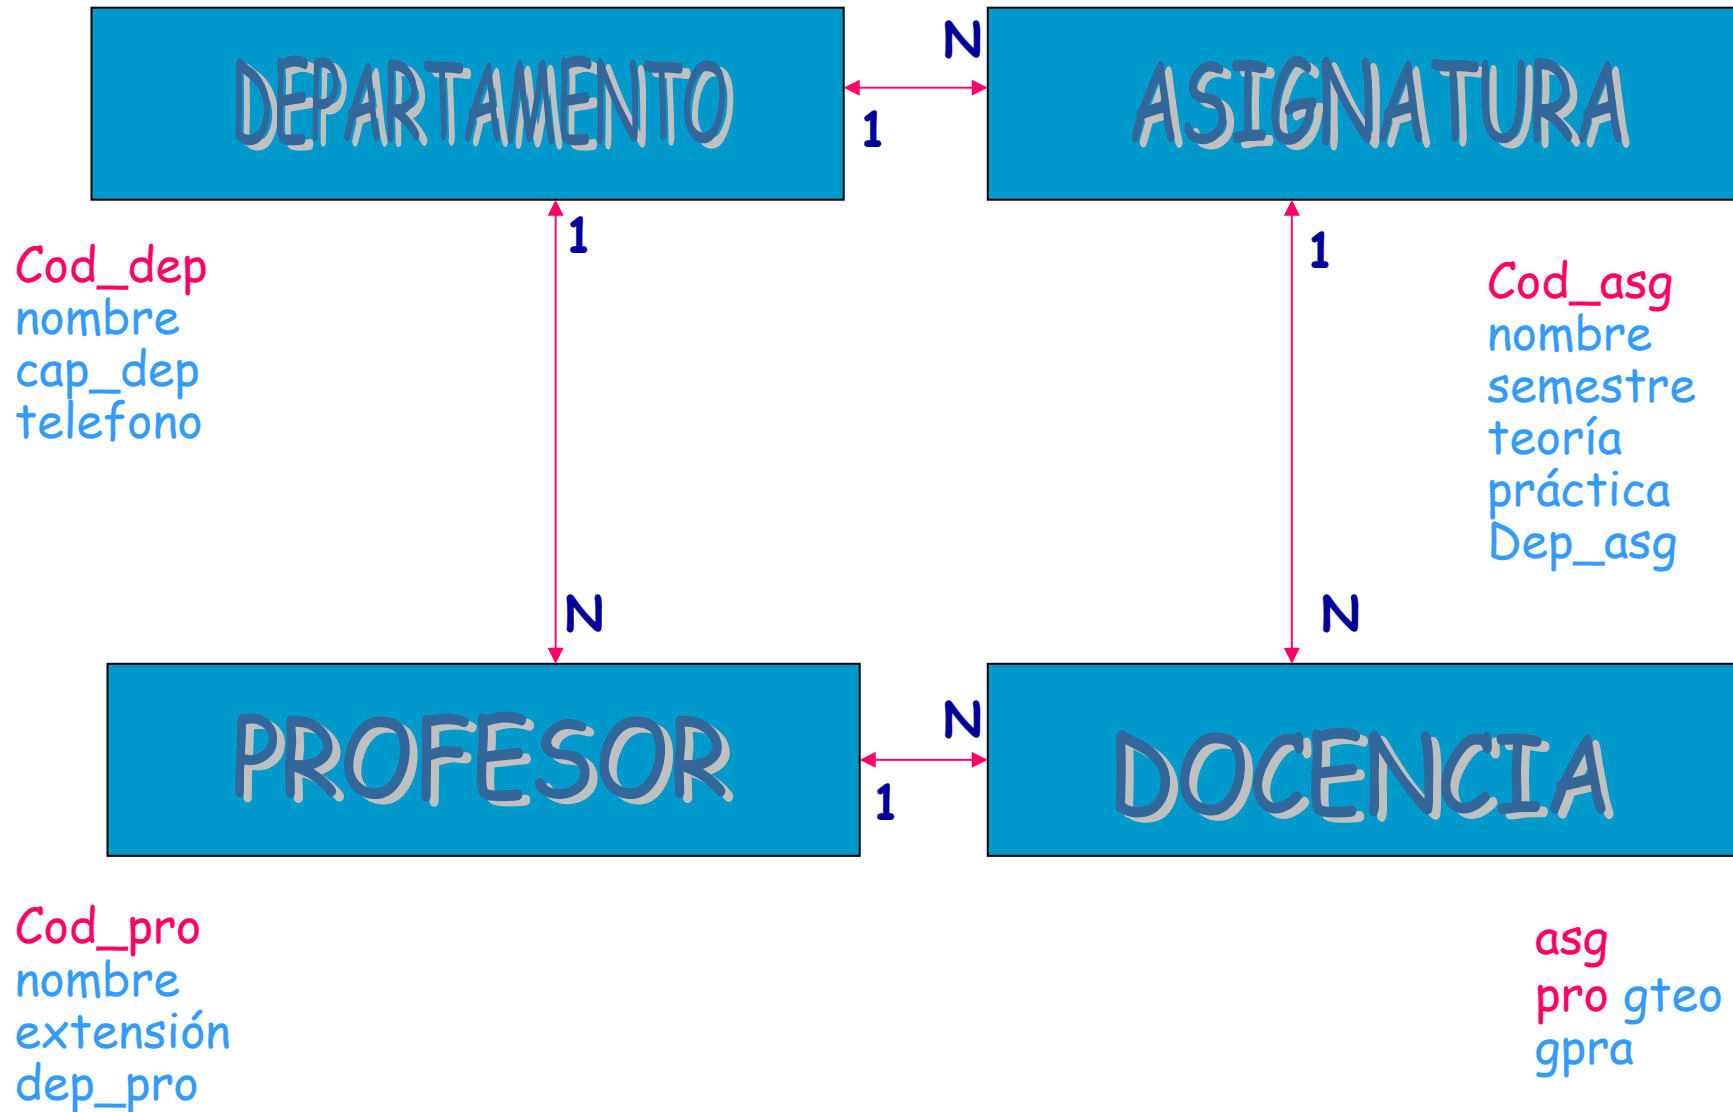 DEPARTAMENTO
N
1
ASIGNATURA
1
1
Cod_dep
nombre
cap_dep
telefono
Cod_asg
nombre
semestre
teoría
práctica
Dep_asg
N
N
PROFESOR
N
1
DOCENCIA
Cod_pro
nombre
extensión
dep_pro
asg
pro gteo
gpra